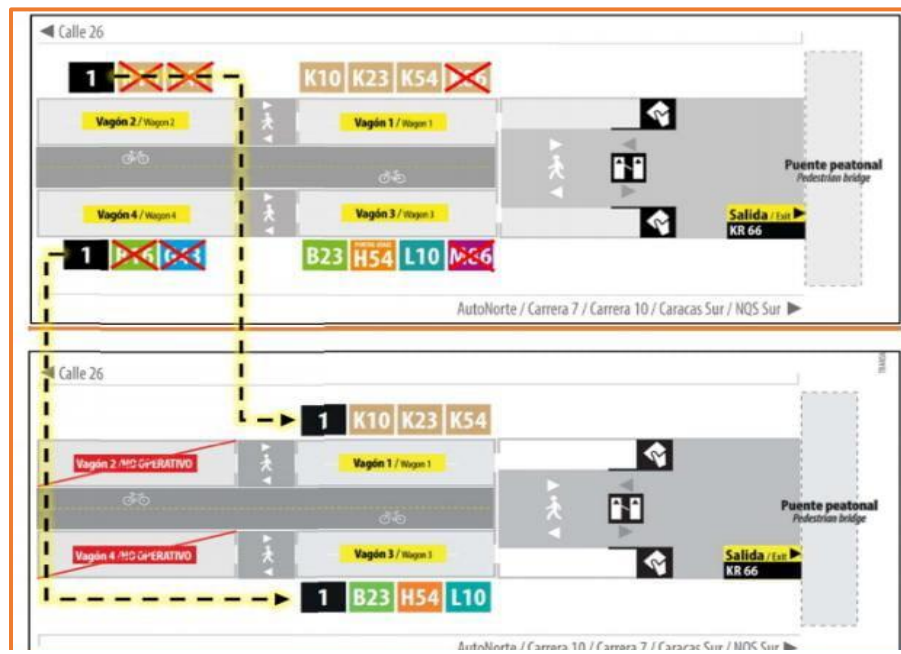 Calle 26
1
K10 K23 K54
Vagón 2 / Wagon 2
Vagón 1 / Wagon 1
Puente peatonal
Pedestrian bridge
Vagón 4 / Wagon 4
Vagón 3 / Wagon 3
Salida / Exit
KR 66
1
B23 H54 L10 M86
AutoNorte / Carrera 7 / Carrera 10 / Caracas Sur / NQS Sur
Calle 26
1 K10 K23 K54
Vagón 2 /NO OPERATIVO
Vagón 1 / Wagon 1
Puente peatonal
Pedestrian bridge
Vagón 4 /NO OPERATIVO
Vagón 3 / Wagon 3
Salida / Exit
KR 66
1 B23 H54 L10
AutoNorte / Carrera 10 / Carrera 7 / Caracas Sur / NQS Sur